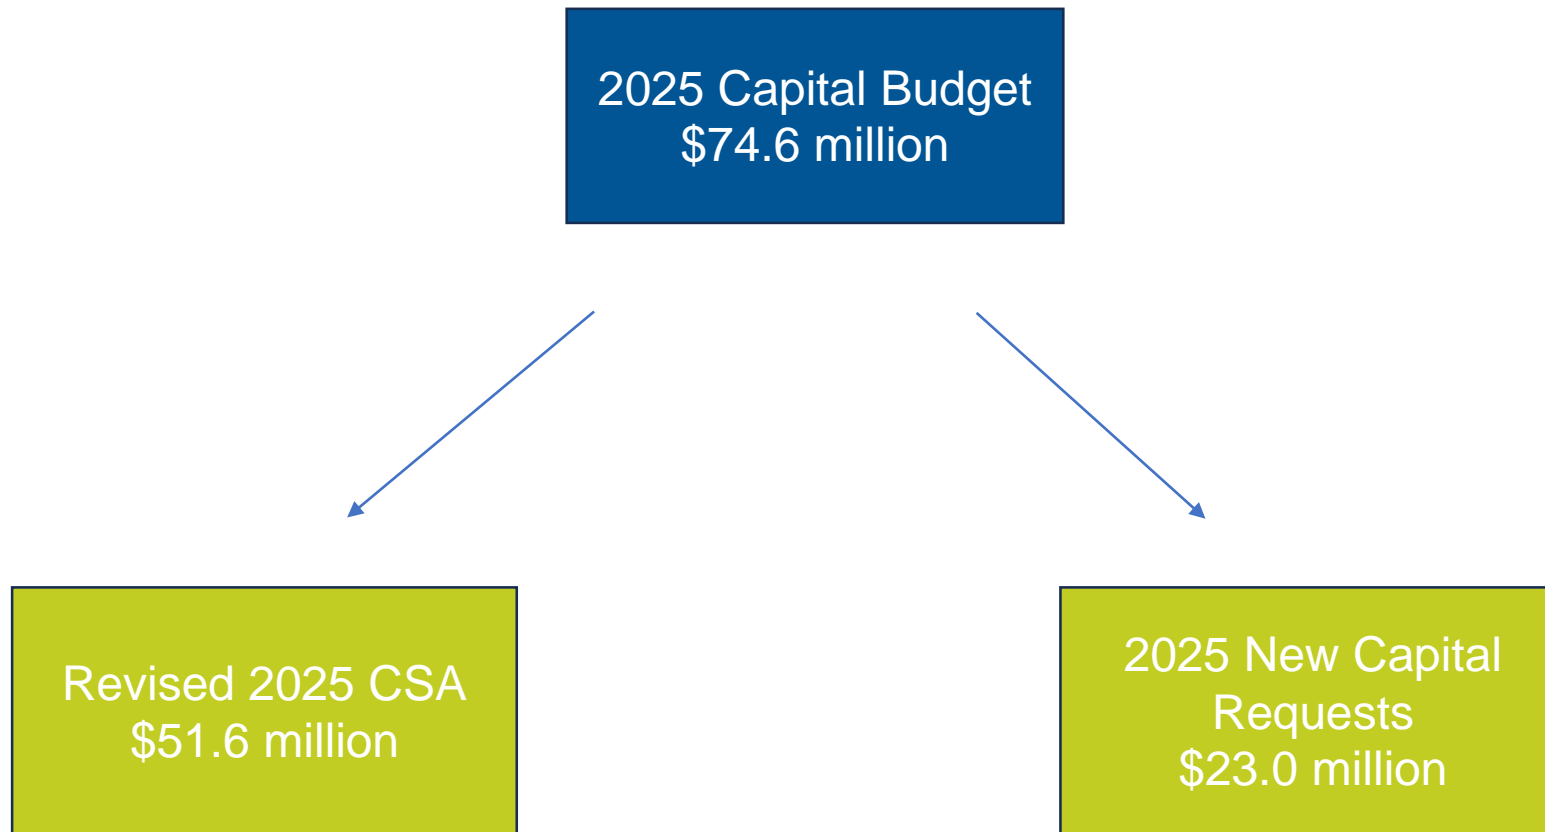 2025 Capital Budget
$74.6 million
Revised 2025 CSA
$51.6 million
2025 New Capital
Requests
$23.0 million